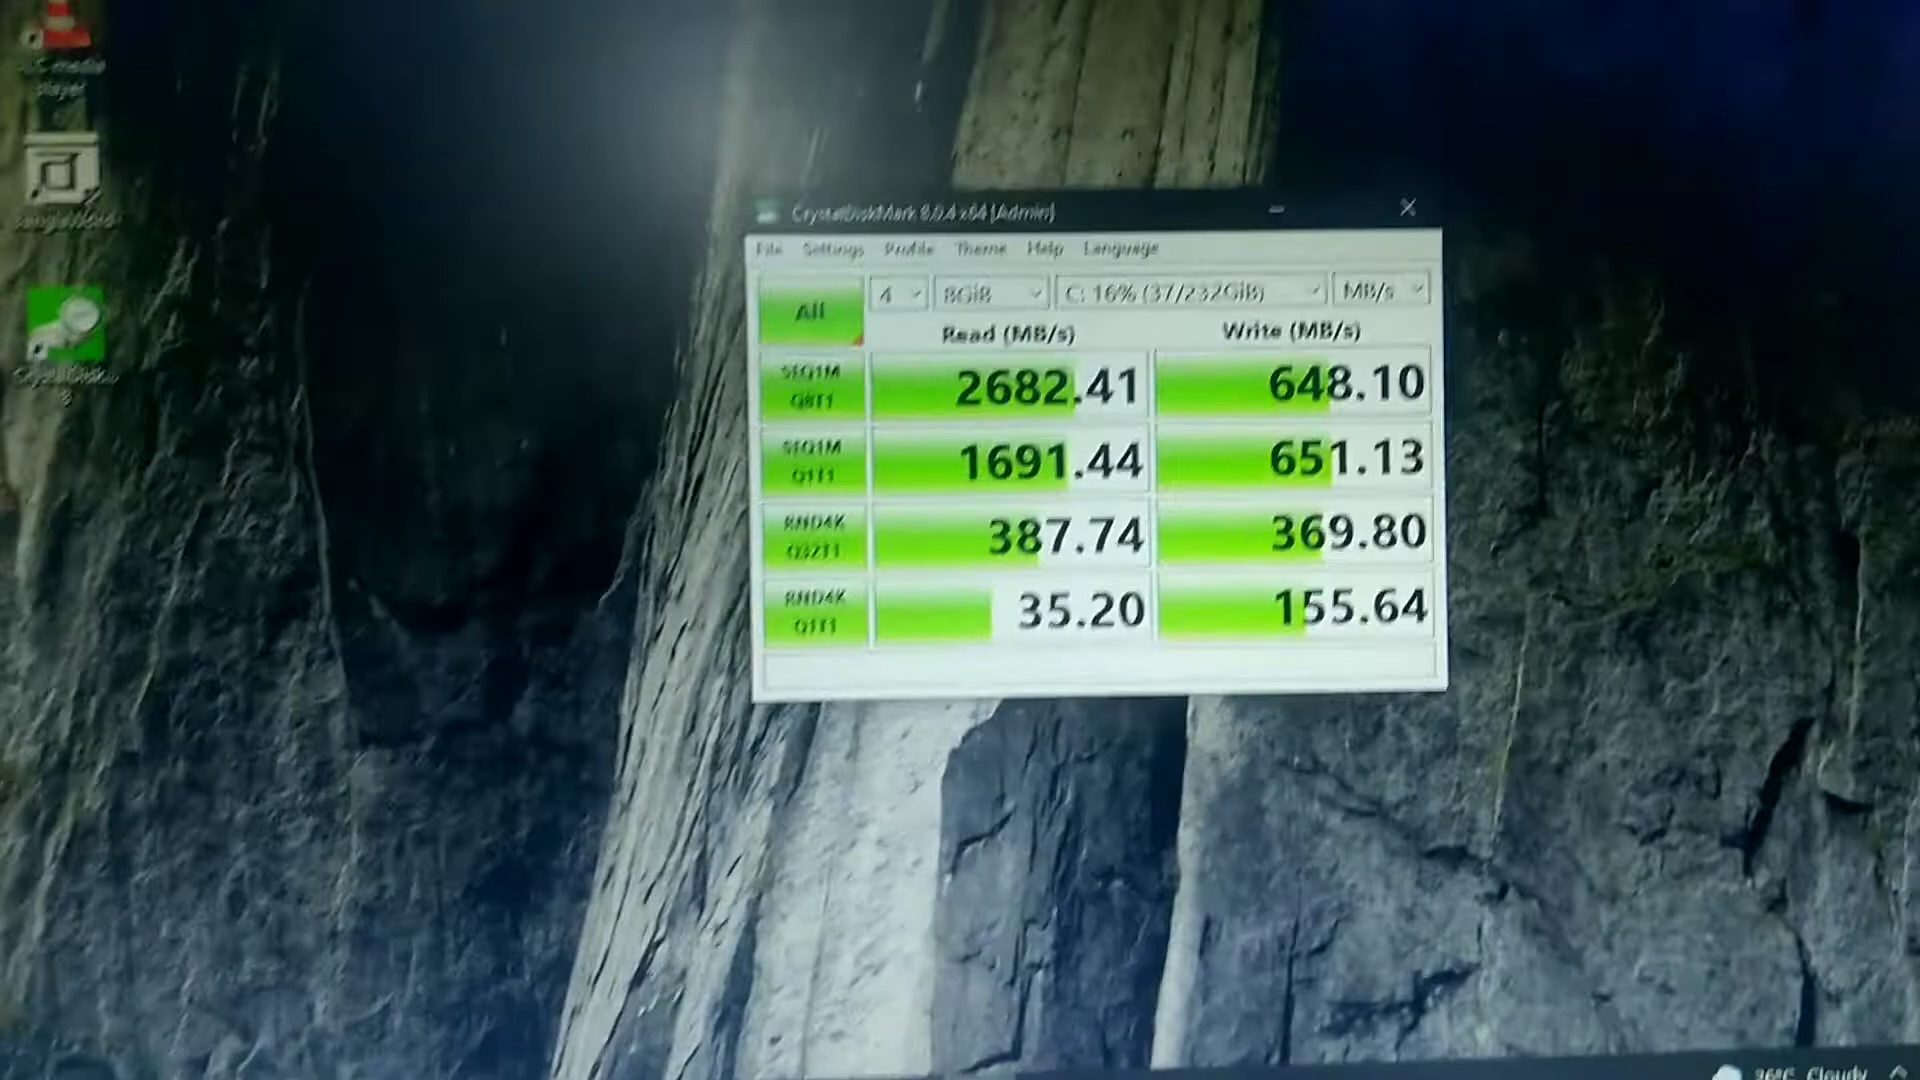 media
player
CrystalDiskMark 8.0.4 x64 [Admin]
File Settings Profile Theme Help Language
All 4 8GiB C: 16% (37/232GiB) MB/s
Read (MB/s) Write (MB/s)
SEQ1M
Q8T1 2682.41 648.10
SEQ1M
Q1T1 1691.44 651.13
RND4K
Q32T1 387.74 369.80
RND4K
Q1T1 35.20 155.64
Cloudy